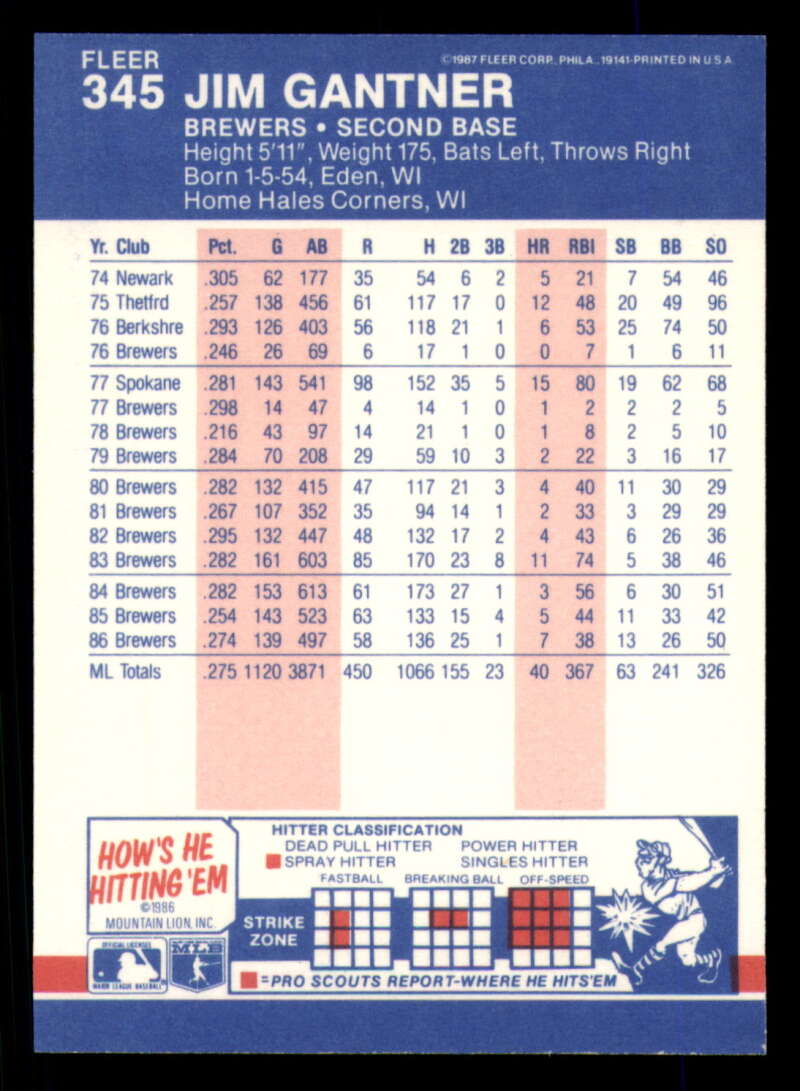 FLEER
©1987 FLEER CORP., PHILA., 19141-PRINTED IN U S A
345 JIM GANTNER
BREWERS • SECOND BASE
Height 5'11", Weight 175, Bats Left, Throws Right
Born 1-5-54, Eden, WI
Home Hales Corners, WI
Yr. Club Pct. G AB R H 2B 3B HR RBI SB BB SO
74 Newark .305 62 177 35 54 6 2 5 21 7 54 46
75 Thetfrd .257 138 456 61 117 17 0 12 48 20 49 96
76 Berkshre .293 126 403 56 118 21 1 6 53 25 74 50
76 Brewers .246 26 69 6 17 1 0 0 7 1 6 11
77 Spokane .281 143 541 98 152 35 5 15 80 19 62 68
77 Brewers .298 14 47 4 14 1 0 1 2 2 2 5
78 Brewers .216 43 97 14 21 1 0 1 8 2 5 10
79 Brewers .284 70 208 29 59 10 3 2 22 3 16 17
80 Brewers .282 132 415 47 117 21 3 4 40 11 30 29
81 Brewers .267 107 352 35 94 14 1 2 33 3 29 29
82 Brewers .295 132 447 48 132 17 2 4 43 6 26 36
83 Brewers .282 161 603 85 170 23 8 11 74 5 38 46
84 Brewers .282 153 613 61 173 27 1 3 56 6 30 51
85 Brewers .254 143 523 63 133 15 4 5 44 11 33 42
86 Brewers .274 139 497 58 136 25 1 7 38 13 26 50
ML Totals .275 1120 3871 450 1066 155 23 40 367 63 241 326
HOW'S HE
HITTING 'EM
©1986
MOUNTAIN LION, INC.
HITTER CLASSIFICATION
DEAD PULL HITTER POWER HITTER
SPRAY HITTER SINGLES HITTER
FASTBALL BREAKING BALL OFF-SPEED
STRIKE
ZONE
=PRO SCOUTS REPORT-WHERE HE HITS 'EM
OFFICIAL LICENSEE
MAJOR LEAGUE BASEBALL
MLB